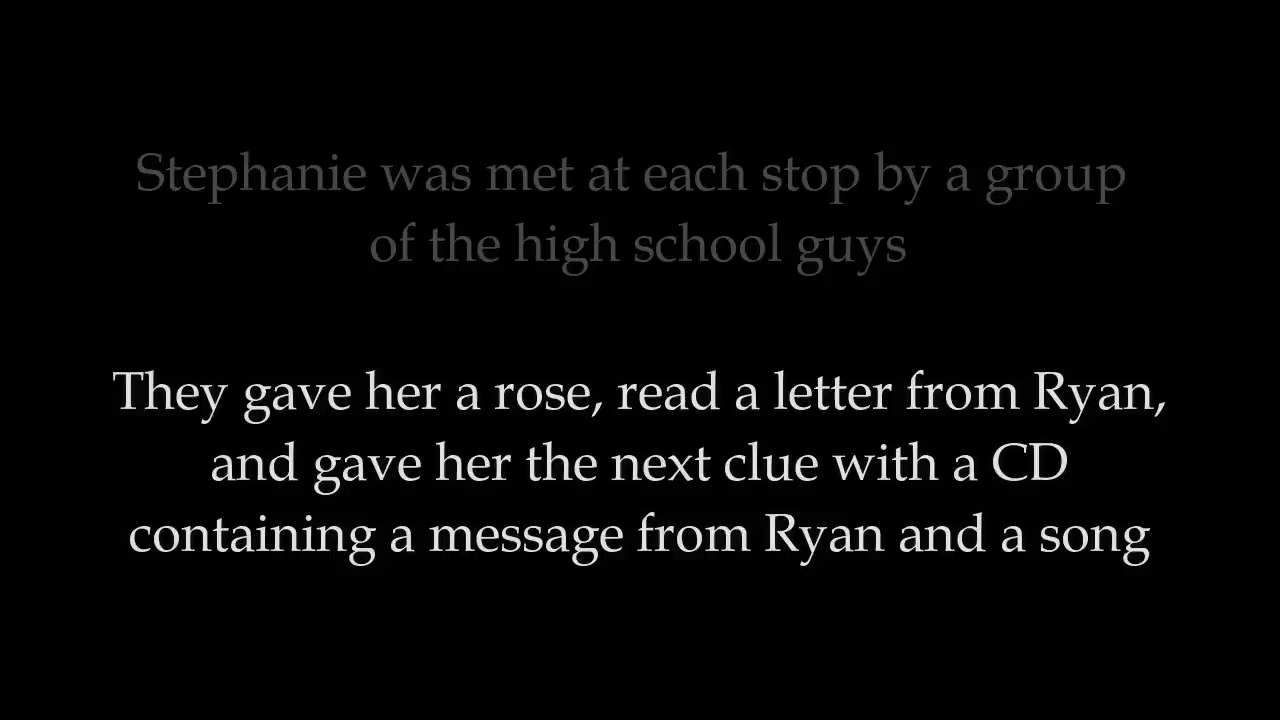 Stephanie was met at each stop by a group
of the high school guys
They gave her a rose, read a letter from Ryan,
and gave her the next clue with a CD
containing a message from Ryan and a song